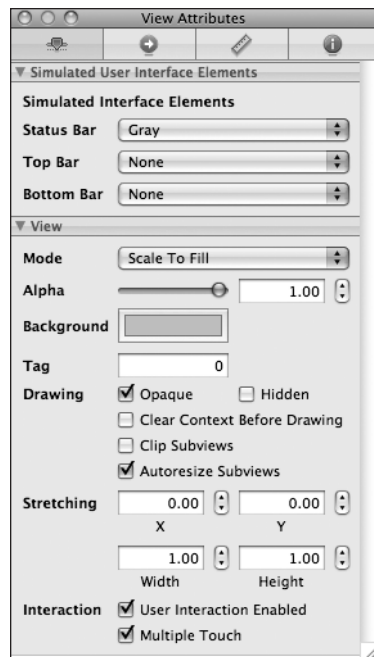 View Attributes
Simulated User Interface Elements
Simulated Interface Elements
Status Bar Gray
Top Bar None
Bottom Bar None
View
Mode Scale To Fill
Alpha 1.00
Background
Tag 0
Drawing Opaque Hidden
Clear Context Before Drawing
Clip Subviews
Autoresize Subviews
Stretching 0.00 0.00
X Y
1.00 1.00
Width Height
Interaction User Interaction Enabled
Multiple Touch